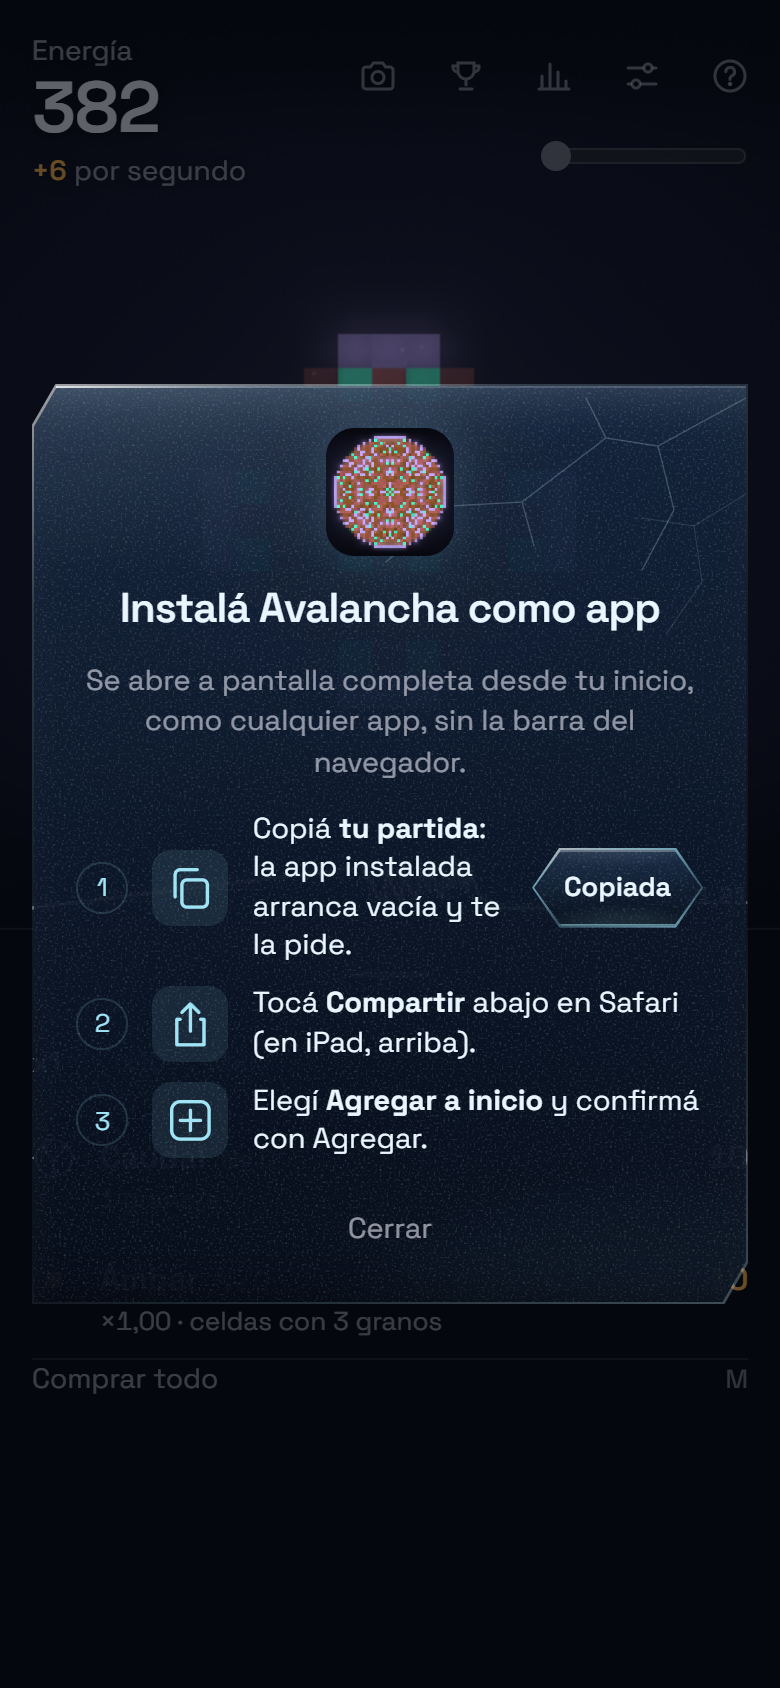 Energía
382
+6 por segundo
Instalá Avalancha como app
Se abre a pantalla completa desde tu inicio,
como cualquier app, sin la barra del
navegador.
1
Copiá tu partida:
la app instalada
arranca vacía y te
la pide.
Copiada
2
Tocá Compartir abajo en Safari
(en iPad, arriba).
3
Elegí Agregar a inicio y confirmá
con Agregar.
Cerrar
×1,00 · celdas con 3 granos
Comprar todo
M